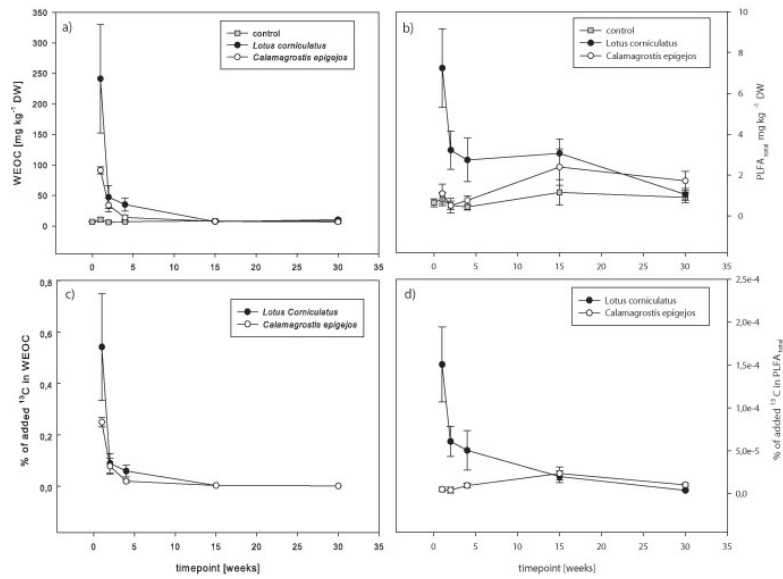 a)
control
Lotus corniculatus
Calamagrostis epigejos
WEOC [mg kg⁻¹ DW]
350
300
250
200
150
100
50
0
0 5 10 15 20 25 30 35
b)
control
Lotus corniculatus
Calamagrostis epigejos
PLFA total mg kg⁻¹ DW
10
8
6
4
2
0
0 5 10 15 20 25 30 35
c)
Lotus Corniculatus
Calamagrostis epigejos
% of added ¹³C in WEOC
0,8
0,6
0,4
0,2
0,0
0 5 10 15 20 25 30 35
timepoint [weeks]
d)
Lotus corniculatus
Calamagrostis epigejos
% of added ¹³C in PLFA total
2,5e-4
2,0e-4
1,5e-4
1,0e-4
5,0e-5
0,0
0 5 10 15 20 25 30 35
timepoint [weeks]